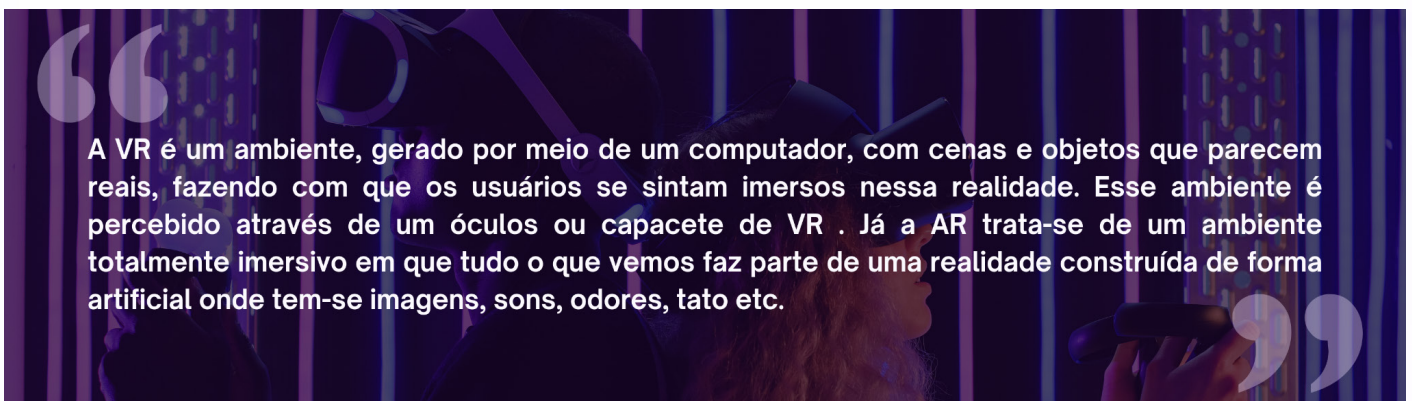 A VR é um ambiente, gerado por meio de um computador, com cenas e objetos que parecem
reais, fazendo com que os usuários se sintam imersos nessa realidade. Esse ambiente é
percebido através de um óculos ou capacete de VR . Já a AR trata-se de um ambiente
totalmente imersivo em que tudo o que vemos faz parte de uma realidade construída de forma
artificial onde tem-se imagens, sons, odores, tato etc.